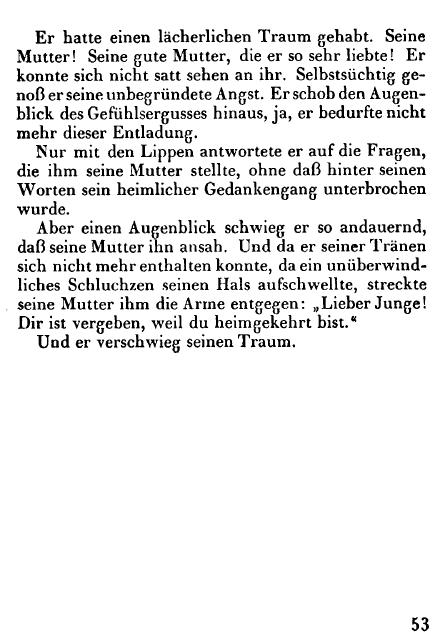 Er hatte einen lächerlichen Traum gehabt. Seine
Mutter! Seine gute Mutter, die er so sehr liebte! Er
konnte sich nicht satt sehen an ihr. Selbstsüchtig ge-
noß er seine unbegründete Angst. Er schob den Augen-
blick des Gefühlsergusses hinaus, ja, er bedurfte nicht
mehr dieser Entladung.
Nur mit den Lippen antwortete er auf die Fragen,
die ihm seine Mutter stellte, ohne daß hinter seinen
Worten sein heimlicher Gedankengang unterbrochen
wurde.
Aber einen Augenblick schwieg er so andauernd,
daß seine Mutter ihn ansah. Und da er seiner Tränen
sich nicht mehr enthalten konnte, da ein unüberwind-
liches Schluchzen seinen Hals aufschwellte, streckte
seine Mutter ihm die Arme entgegen: „Lieber Junge!
Dir ist vergeben, weil du heimgekehrt bist.“
Und er verschwieg seinen Traum.
53